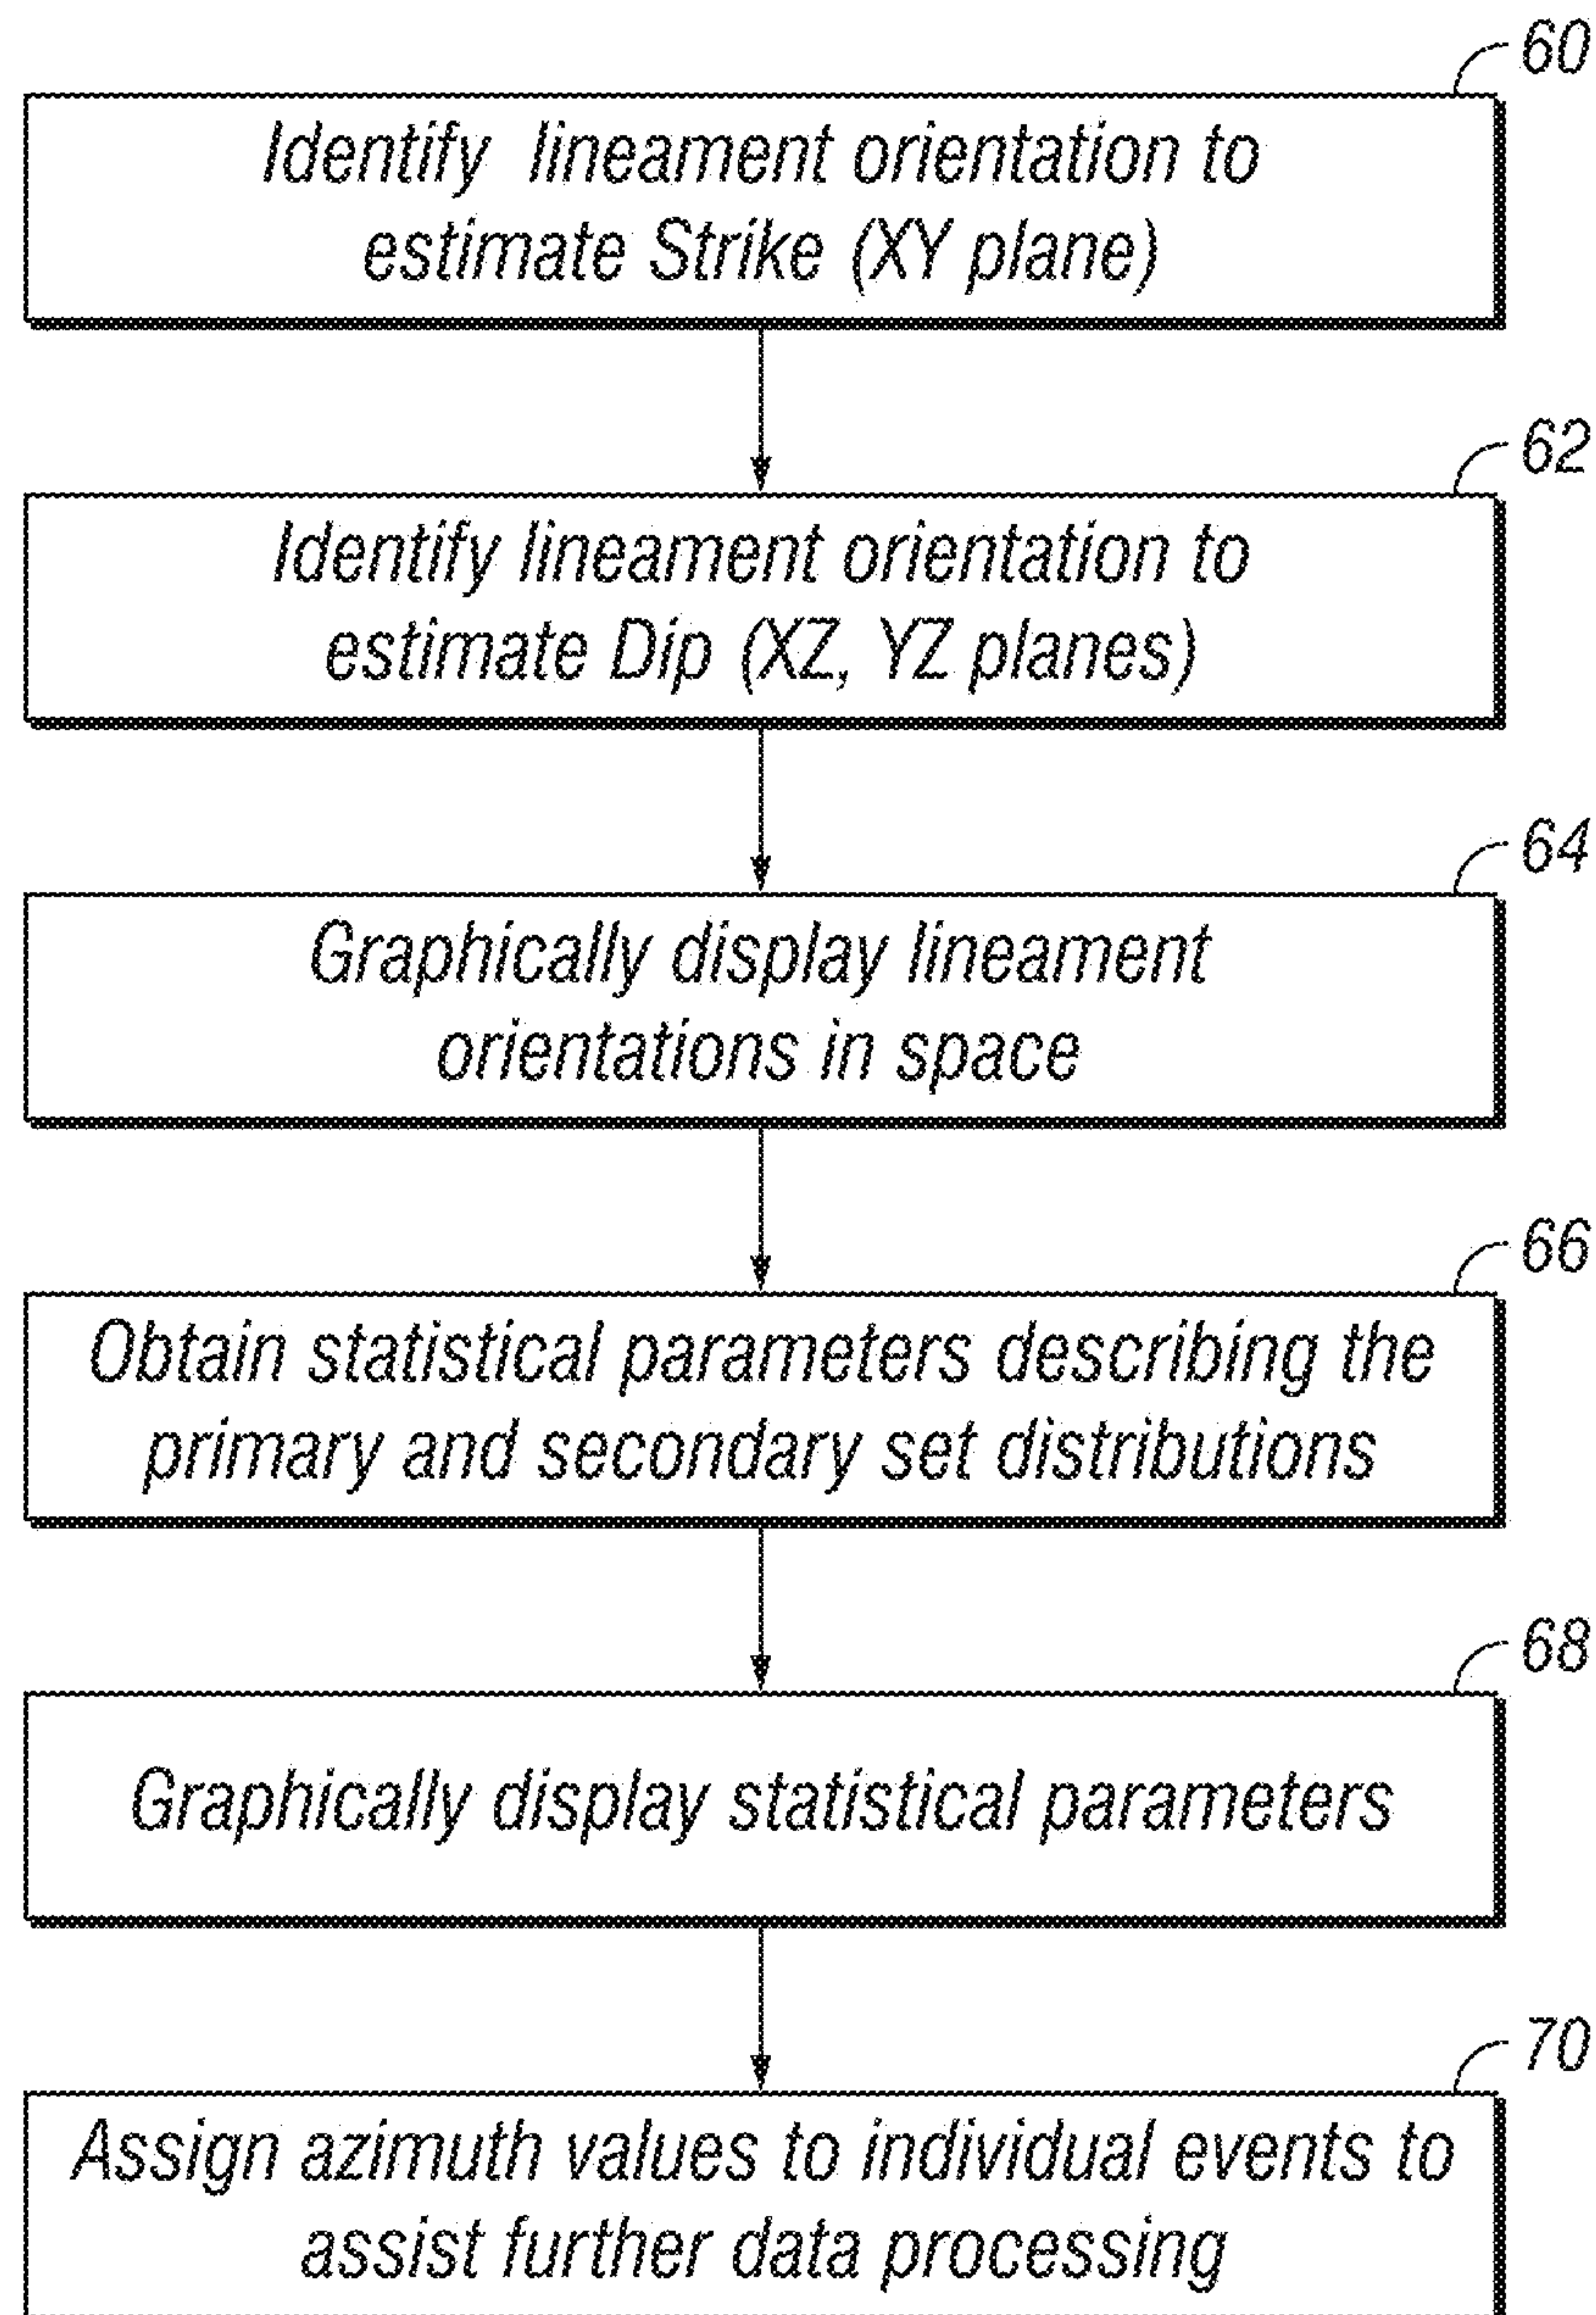 60
Identify lineament orientation to
estimate Strike (XY plane)
62
Identify lineament orientation to
estimate Dip (XZ, YZ planes)
64
Graphically display lineament
orientations in space
66
Obtain statistical parameters describing the
primary and secondary set distributions
68
Graphically display statistical parameters
70
Assign azimuth values to individual events to
assist further data processing